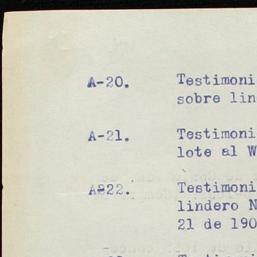 A-20. Testimoni
sobre lin
A-21. Testimoni
lote al W
A822. Testimoni
lindero N
21 de 190